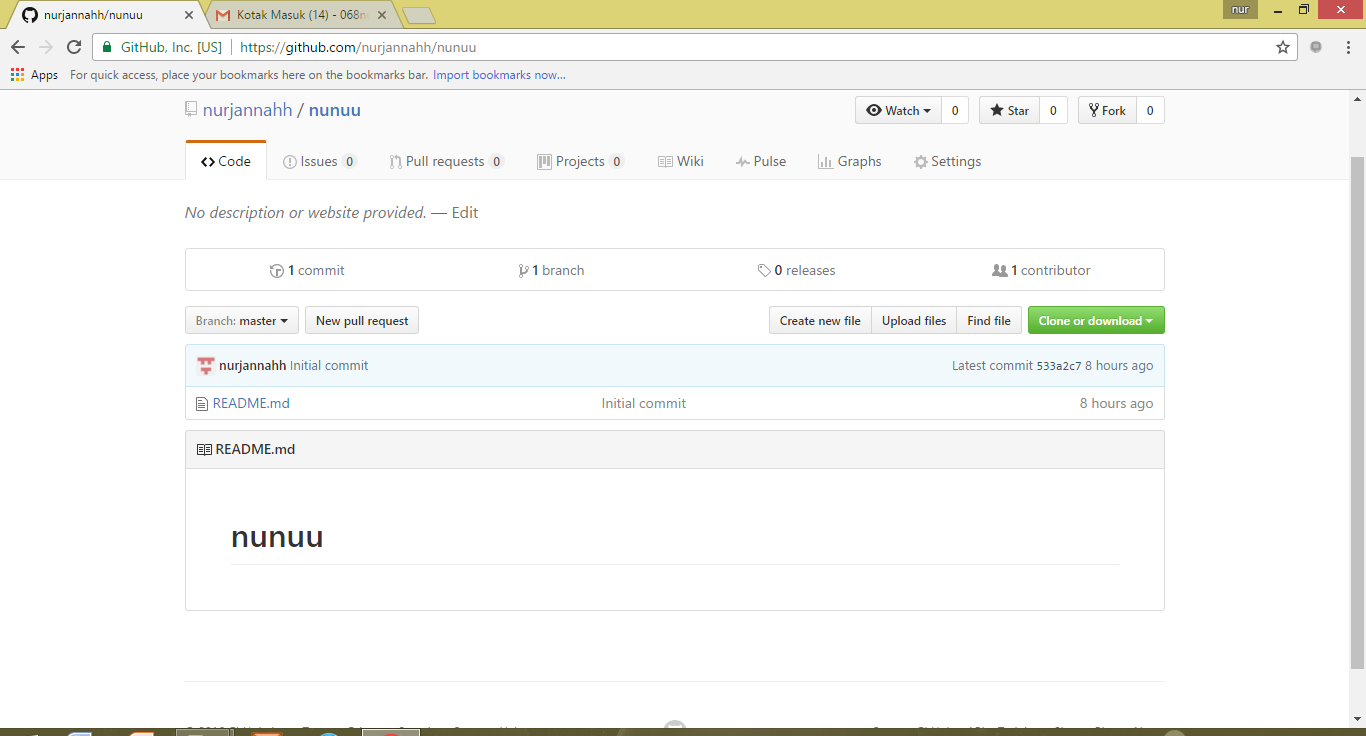 nurjannahh/nunuu
Kotak Masuk (14) - 068n
nur
GitHub, Inc. [US] https://github.com/nurjannahh/nunuu
Apps For quick access, place your bookmarks here on the bookmarks bar. Import bookmarks now...
nurjannahh / nunuu Watch 0 Star 0 Fork 0
Code Issues 0 Pull requests 0 Projects 0 Wiki Pulse Graphs Settings
No description or website provided. — Edit
1 commit 1 branch 0 releases 1 contributor
Branch: master New pull request Create new file Upload files Find file Clone or download
nurjannahh Initial commit Latest commit 533a2c7 8 hours ago
README.md Initial commit 8 hours ago
README.md
nunuu